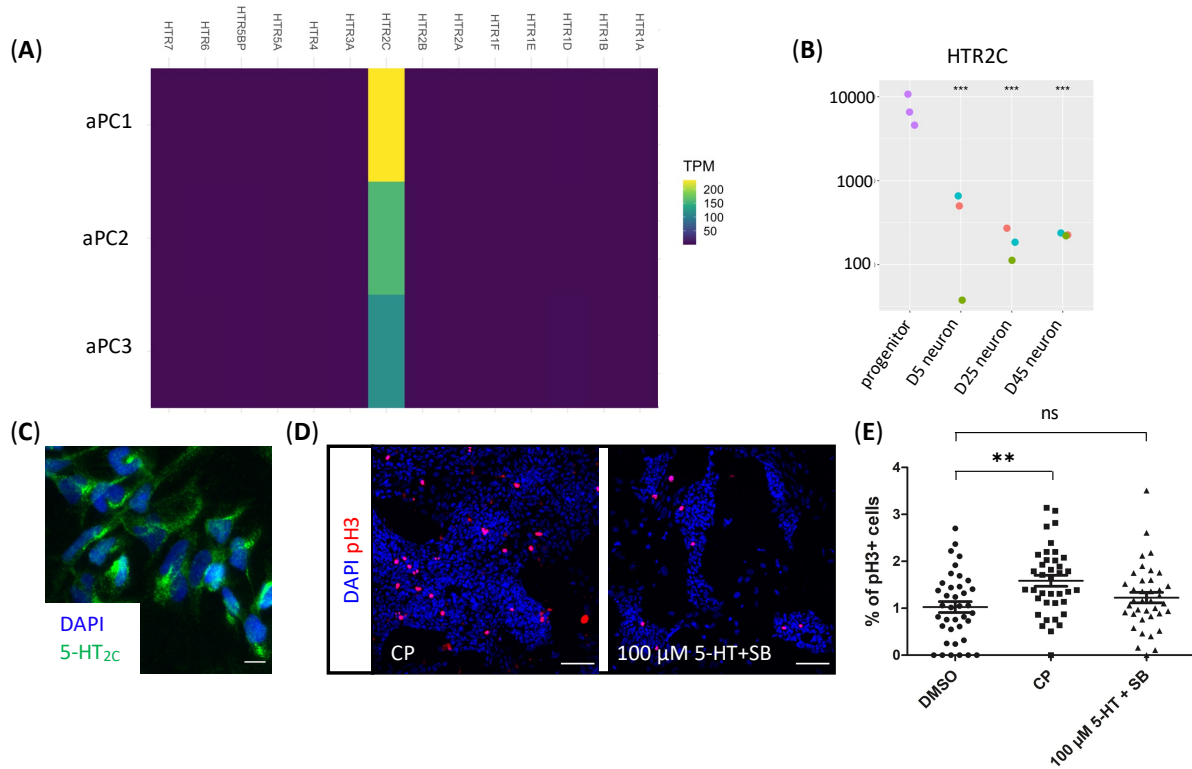 (A)
HTR7 HTR6 HTR5BP HTR5A HTR4 HTR3A HTR2C HTR2B HTR2A HTR1F HTR1E HTR1D HTR1B HTR1A
aPC1
aPC2
aPC3
TPM
200
150
100
50
(B)
HTR2C
*** *** ***
10000
1000
100
progenitor D5 neuron D25 neuron D45 neuron
(C)
DAPI
5-HT2C
(D)
DAPI pH3
CP
100 µM 5-HT+SB
(E)
ns
**
% of pH3+ cells
4
3
2
1
0
DMSO CP 100 µM 5-HT + SB